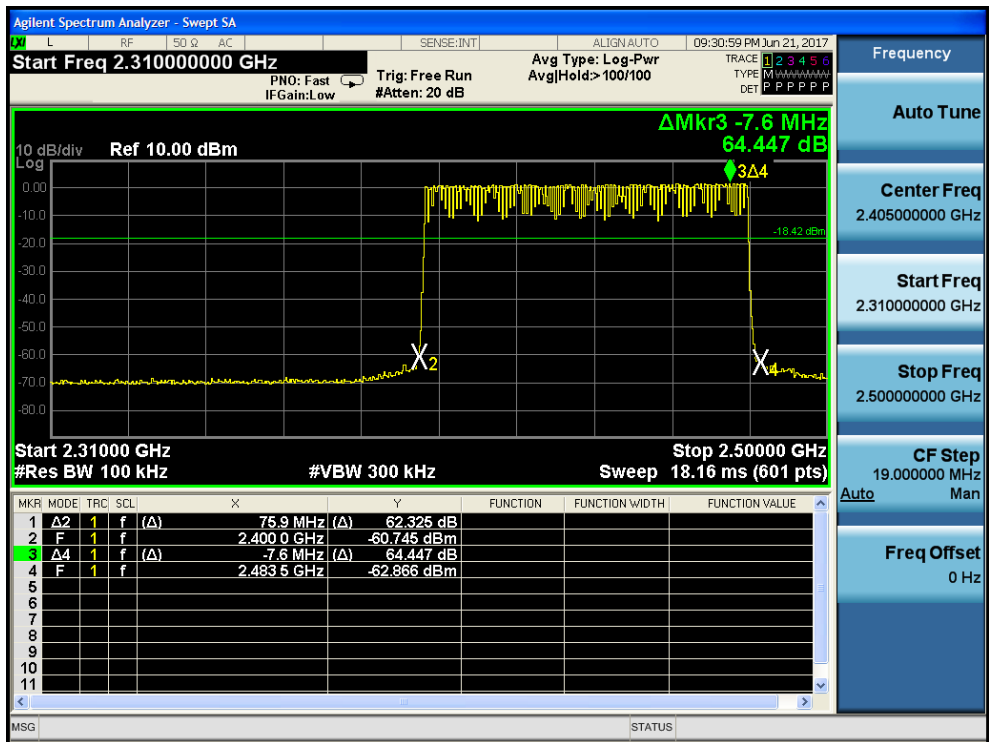 Agilent Spectrum Analyzer - Swept SA
LXI L RF 50 Ω AC SENSE:INT ALIGN AUTO 09:30:59 PM Jun 21, 2017
Start Freq 2.310000000 GHz
PNO: Fast
IFGain:Low
Trig: Free Run
#Atten: 20 dB
Avg Type: Log-Pwr
Avg|Hold:>100/100
TRACE 1 2 3 4 5 6
TYPE MWWWWW
DET P P P P P P
ΔMkr3 -7.6 MHz
64.447 dB
10 dB/div Ref 10.00 dBm
Log
3Δ4
0.00
-10.0
-18.42 dBm
-20.0
-30.0
-40.0
-50.0
-60.0
2
4
-70.0
-80.0
Start 2.31000 GHz Stop 2.50000 GHz
#Res BW 100 kHz #VBW 300 kHz Sweep 18.16 ms (601 pts)
MKR MODE TRC SCL X Y FUNCTION FUNCTION WIDTH FUNCTION VALUE
1 Δ2 1 f (Δ) 75.9 MHz (Δ) 62.325 dB
2 F 1 f 2.400 0 GHz -60.745 dBm
3 Δ4 1 f (Δ) -7.6 MHz (Δ) 64.447 dB
4 F 1 f 2.483 5 GHz -62.866 dBm
5
6
7
8
9
10
11
MSG STATUS
Frequency
Auto Tune
Center Freq
2.405000000 GHz
Start Freq
2.310000000 GHz
Stop Freq
2.500000000 GHz
CF Step
19.000000 MHz
Auto Man
Freq Offset
0 Hz